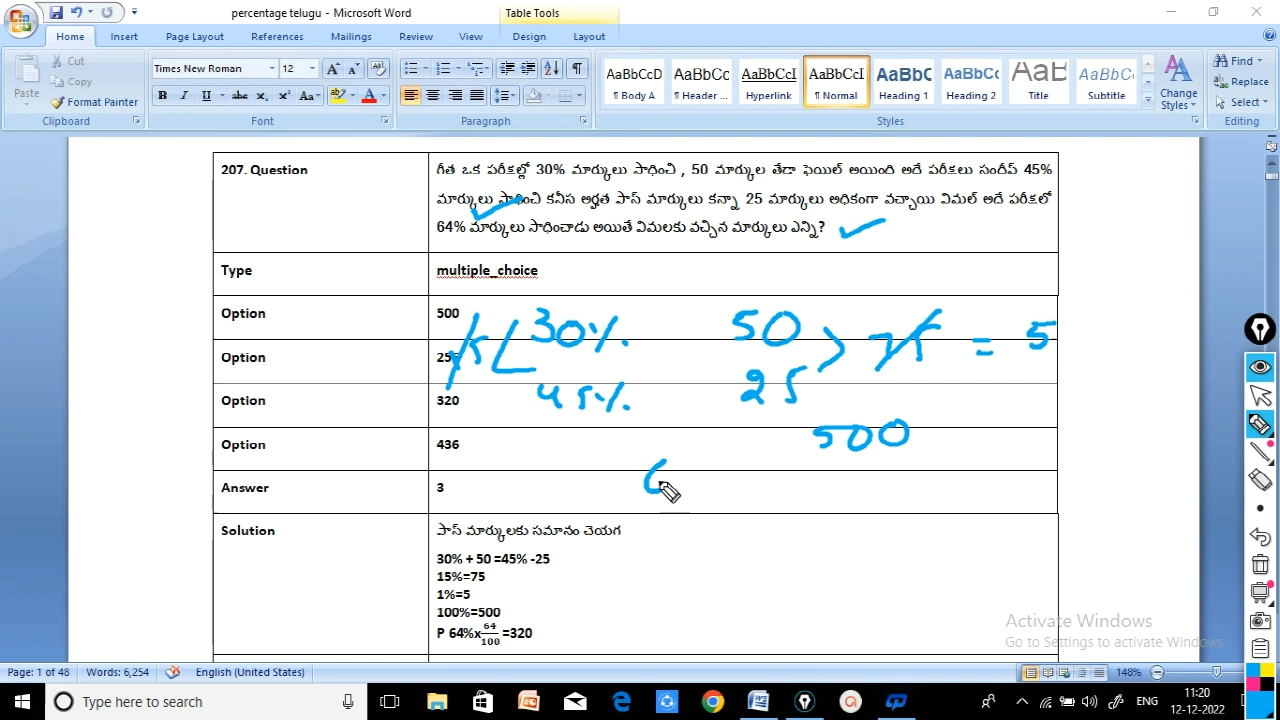 percentage telugu - Microsoft Word
Table Tools
Home Insert Page Layout References Mailings Review View Design Layout
Paste
Cut
Copy
Format Painter
Clipboard
Times New Roman 12
Font
Paragraph
AaBbCcD AaBbCc AaBbCcI AaBbCcI AaBbC AaBbCc AaB AaBbCc
¶ Body A ¶ Header ... Hyperlink ¶ Normal Heading 1 Heading 2 Title Subtitle
Change Styles
Styles
Find
Replace
Select
Editing
207. Question
గీత ఒక పరీక్షల్లో 30% మార్కులు సాధించి , 50 మార్కుల తేడా ఫెయిల్ అయింది అదే పరీక్షలు సందీప్ 45%
మార్కులు సాధించి కనీస అర్హత పాస్ మార్కులు కన్నా 25 మార్కులు అధికంగా వచ్చాయి విమల్ అదే పరీక్షలో
64% మార్కులు సాధించాడు అయితే విమలకు వచ్చిన మార్కులు ఎన్ని?
Type multiple_choice
Option 500
Option
Option 320
Option 436
Answer 3
30%
45%
50
25
= 5
500
Solution
పాస్ మార్కులకు సమానం చెయగ
30% + 50 =45% -25
15%=75
1%=5
100%=500
P 64%x64/100 =320
Activate Windows
Go to Settings to activate Windows.
Page: 1 of 48 Words: 6,254 English (United States) 148%
Type here to search
ENG
11:20
12-12-2022